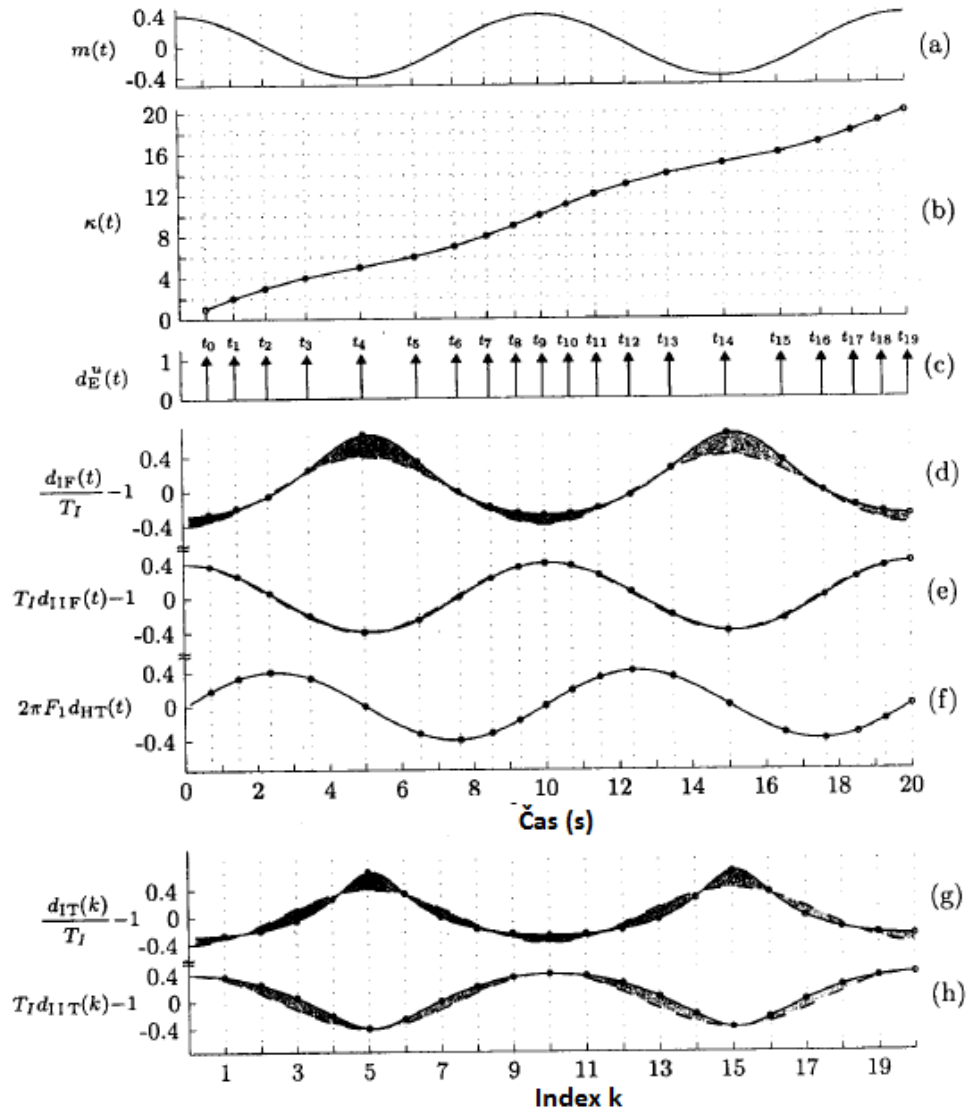 0.4
m(t) 0 (a)
-0.4
20
16
12
κ(t) (b)
8
4
0
t0 t1 t2 t3 t4 t5 t6 t7 t8 t9 t10 t11 t12 t13 t14 t15 t16 t17 t18 t19
1
d_E^u(t) (c)
0
0.4
d_IF(t)/T_I −1 0 (d)
-0.4
0.4
T_I d_IIF(t)−1 0 (e)
-0.4
0.4
2πF_1 d_HT(t) 0 (f)
-0.4
0 2 4 6 8 10 12 14 16 18 20
Čas (s)
0.4
d_IT(k)/T_I −1 0 (g)
-0.4
0.4
T_I d_IIT(k)−1 0 (h)
-0.4
1 3 5 7 9 11 13 15 17 19
Index k